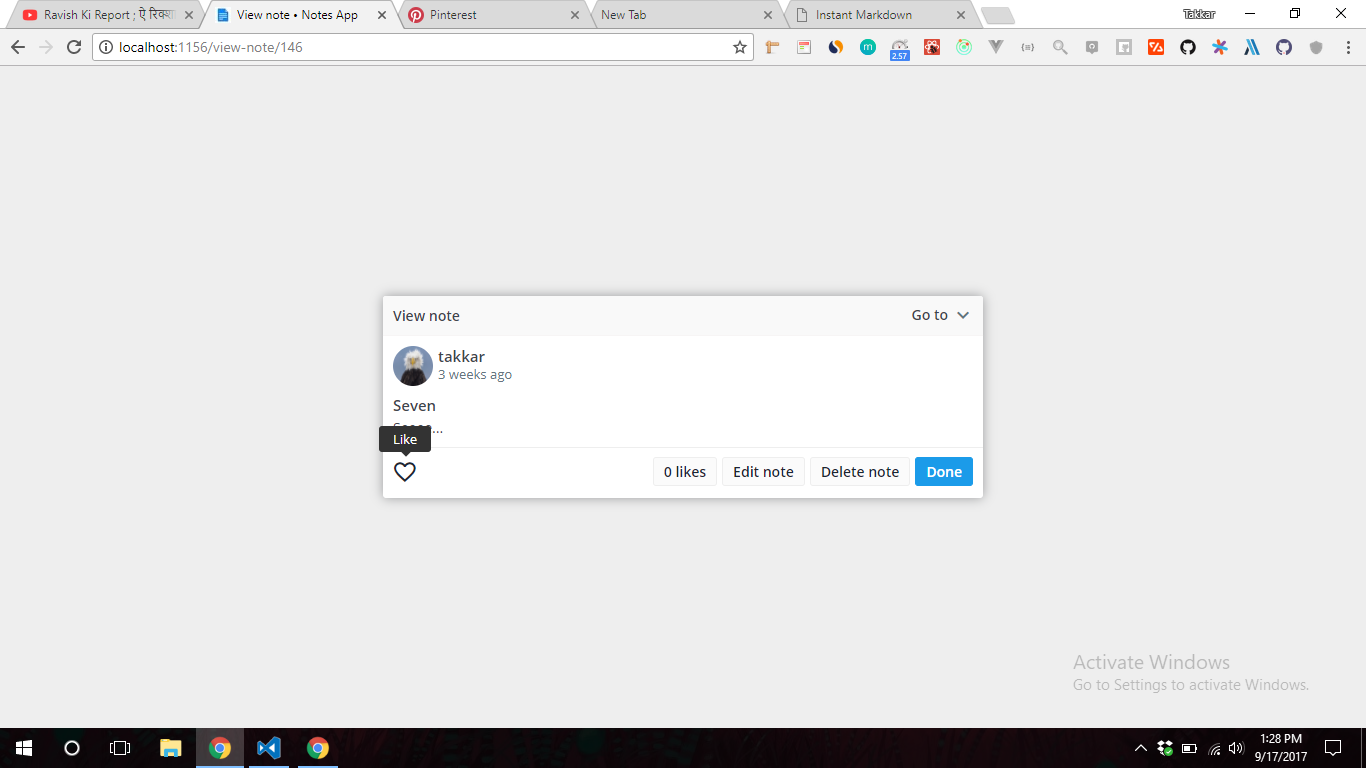 Ravish Ki Report ; ऐ रिक्शा
View note • Notes App
Pinterest
New Tab
Instant Markdown
Takkar
localhost:1156/view-note/146
m
2.57
{=}
View note
Go to
takkar
3 weeks ago
Seven
Like
0 likes
Edit note
Delete note
Done
Activate Windows
Go to Settings to activate Windows.
1:28 PM
9/17/2017